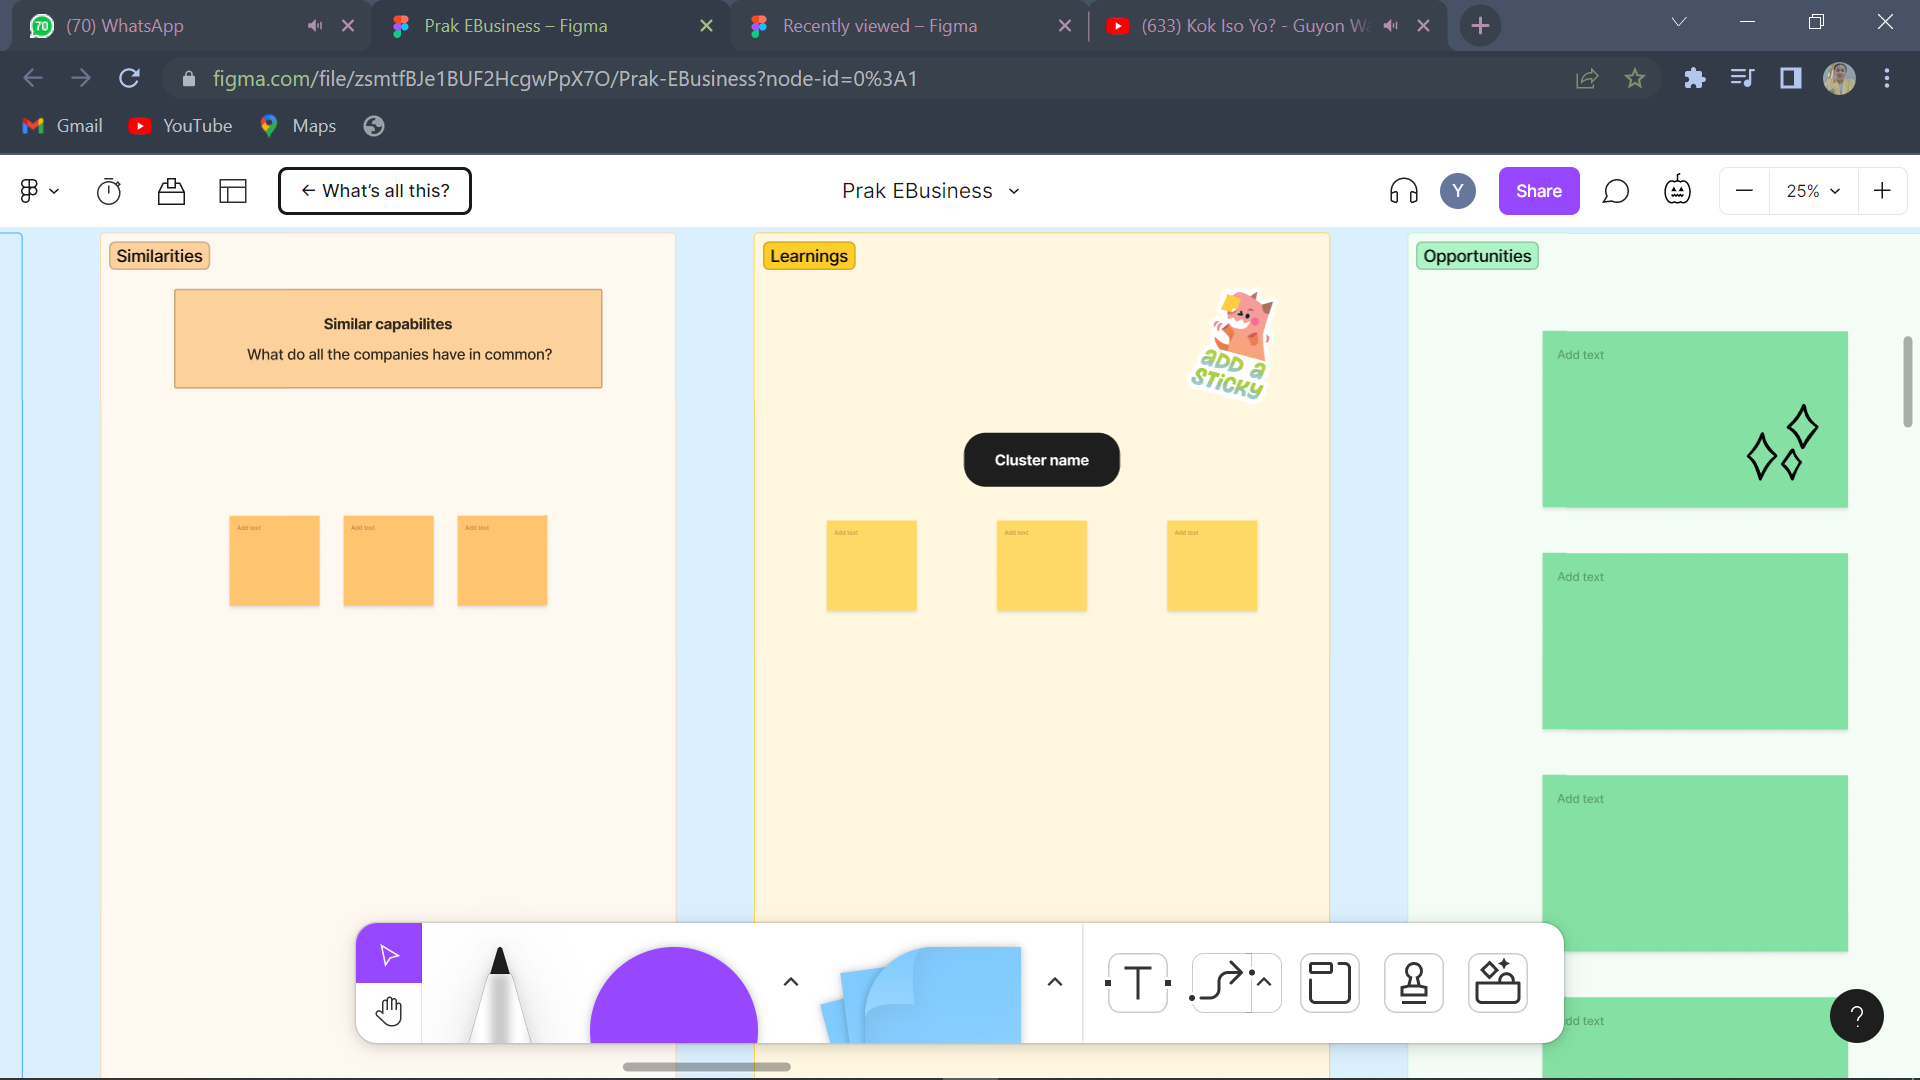 70
(70) WhatsApp
Prak EBusiness – Figma
Recently viewed – Figma
(633) Kok Iso Yo? - Guyon Wa
figma.com/file/zsmtfBJe1BUF2HcgwPpX7O/Prak-EBusiness?node-id=0%3A1
Gmail
YouTube
Maps
← What's all this?
Prak EBusiness
Y
Share
25%
Similarities
Learnings
Opportunities
Similar capabilites
What do all the companies have in common?
ADD A
STICKY
Cluster name
Add text
Add text
Add text
Add text
Add text
Add text
Add text
Add text
Add text
dd text
T
?